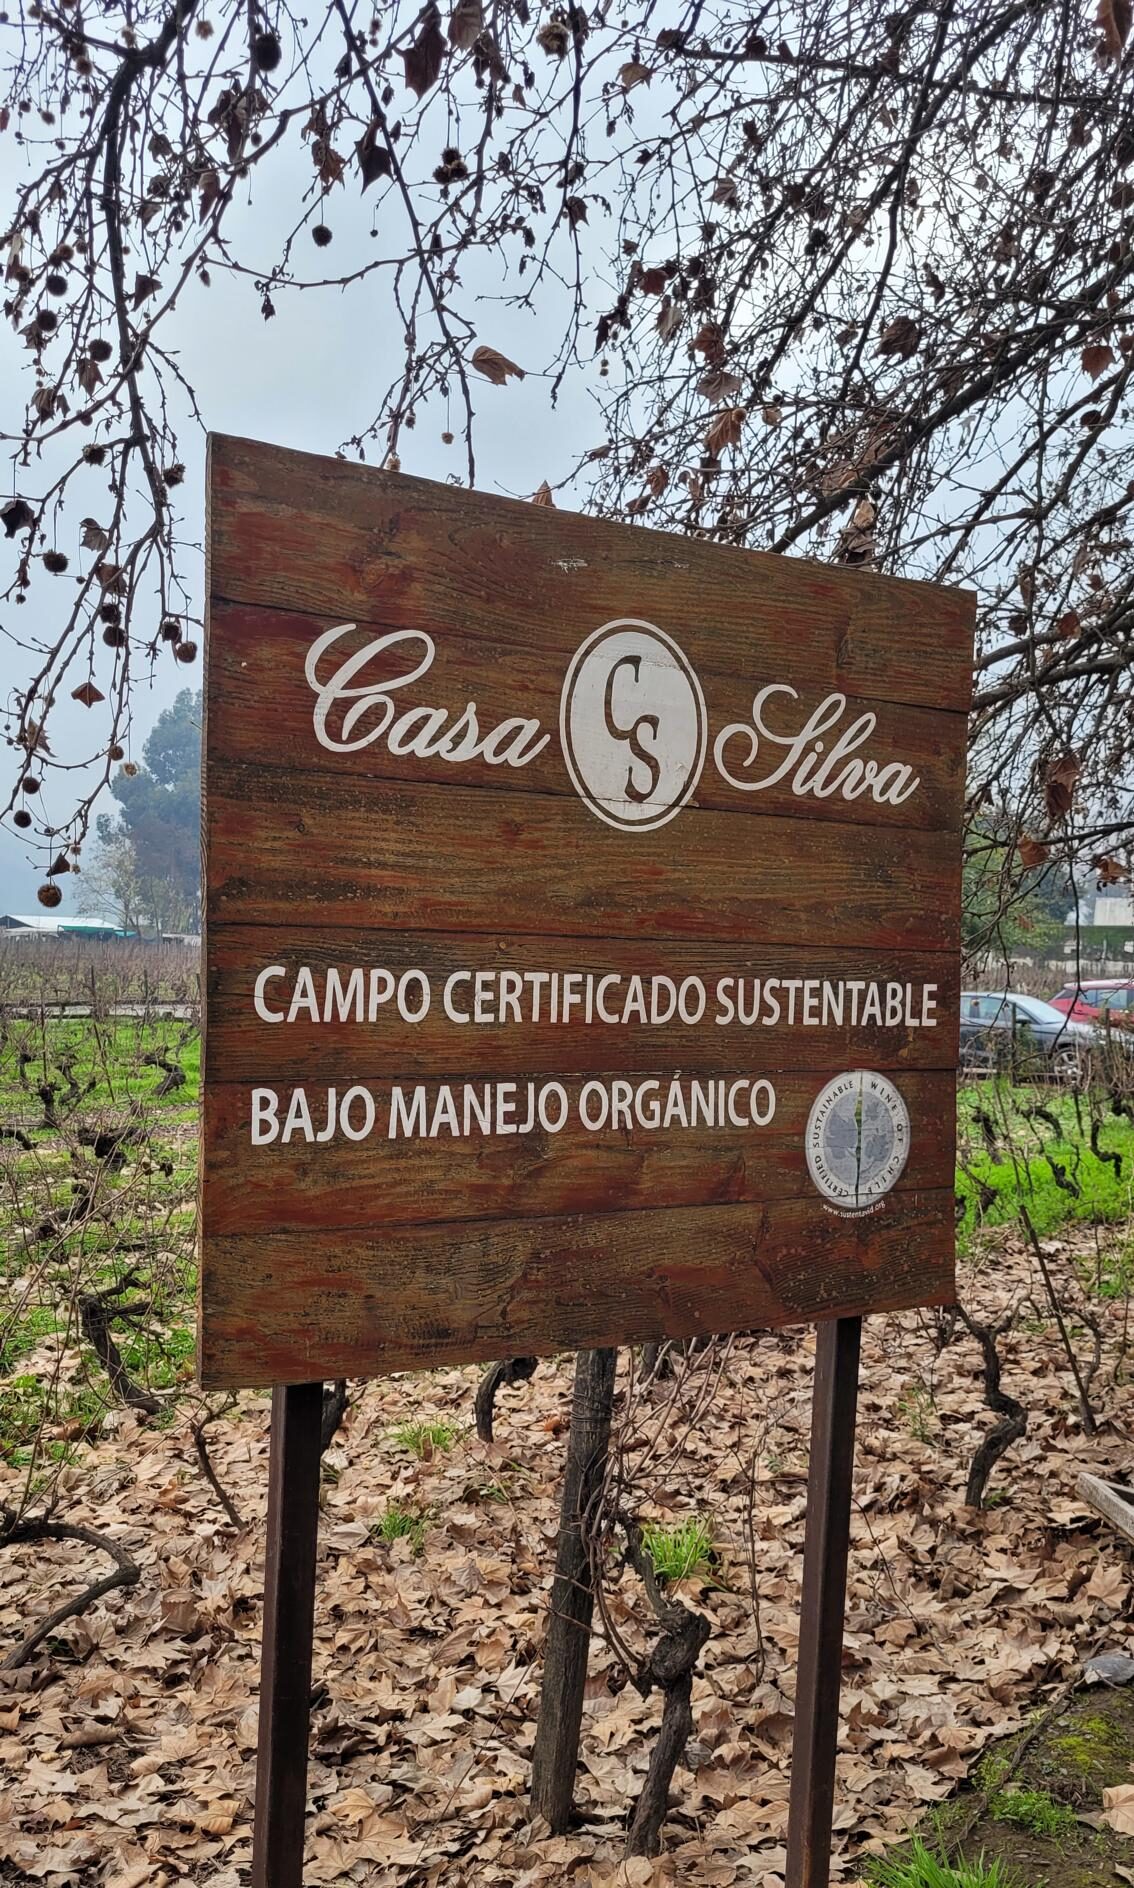 Casa CS Silva
CAMPO CERTIFICADO SUSTENTABLE
BAJO MANEJO ORGÁNICO
CERTIFIED SUSTAINABLE WINE OF CHILE
www.sustentavid.org